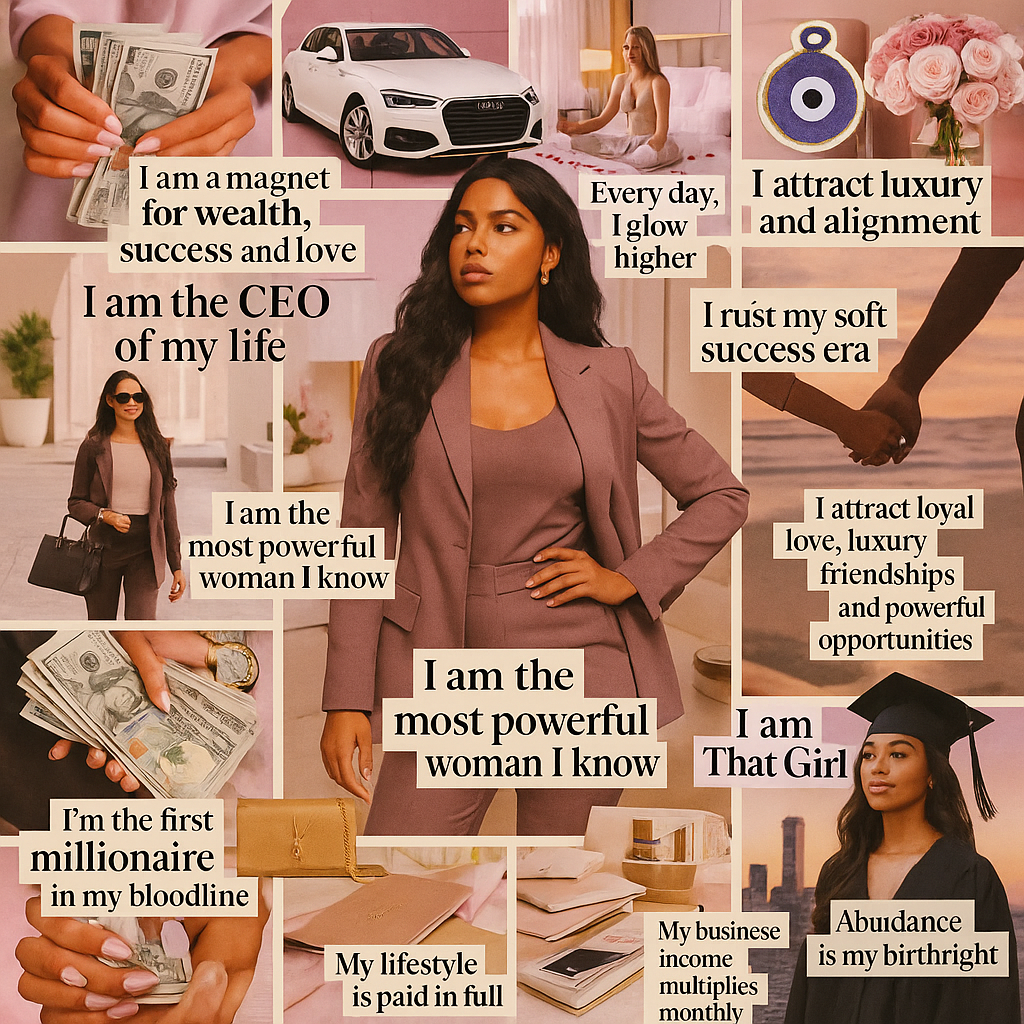 I am a magnet
for wealth,
success and love
Every day,
I glow
higher
I attract luxury
and alignment
I am the CEO
of my life
I rúst my soft
success era
I am the
most powerful
woman I know
I attract loyal
love, luxury
friendships
and powerful
opportunities
I am the
most powerful
woman I know
I am
That Girl
I'm the first
millionaire
in my bloodline
My lifestyle
is paid in full
My business
income
multiplies
monthly
Abuıdance
is my birthright